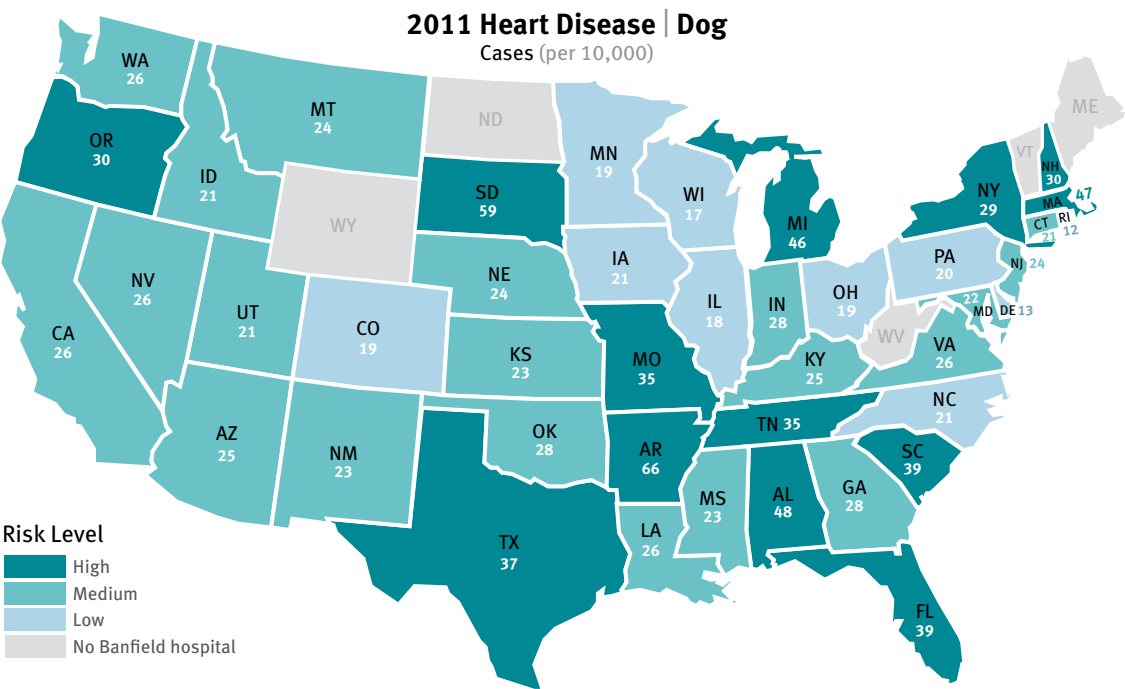 2011 Heart Disease | Dog
Cases (per 10,000)
WA
26
OR
30
MT
24
ID
21
WY
ND
SD
59
NE
24
MN
19
WI
17
IA
21
MI
46
NV
26
UT
21
CO
19
CA
26
KS
23
MO
35
IL
18
IN
28
OH
19
PA
20
NY
29
VT
NH
30
ME
MA
47
CT
21
RI
12
NJ 24
22
MD
DE 13
WV
VA
26
KY
25
NC
21
TN 35
SC
39
AZ
25
NM
23
OK
28
AR
66
MS
23
AL
48
GA
28
LA
26
TX
37
FL
39
Risk Level
High
Medium
Low
No Banfield hospital